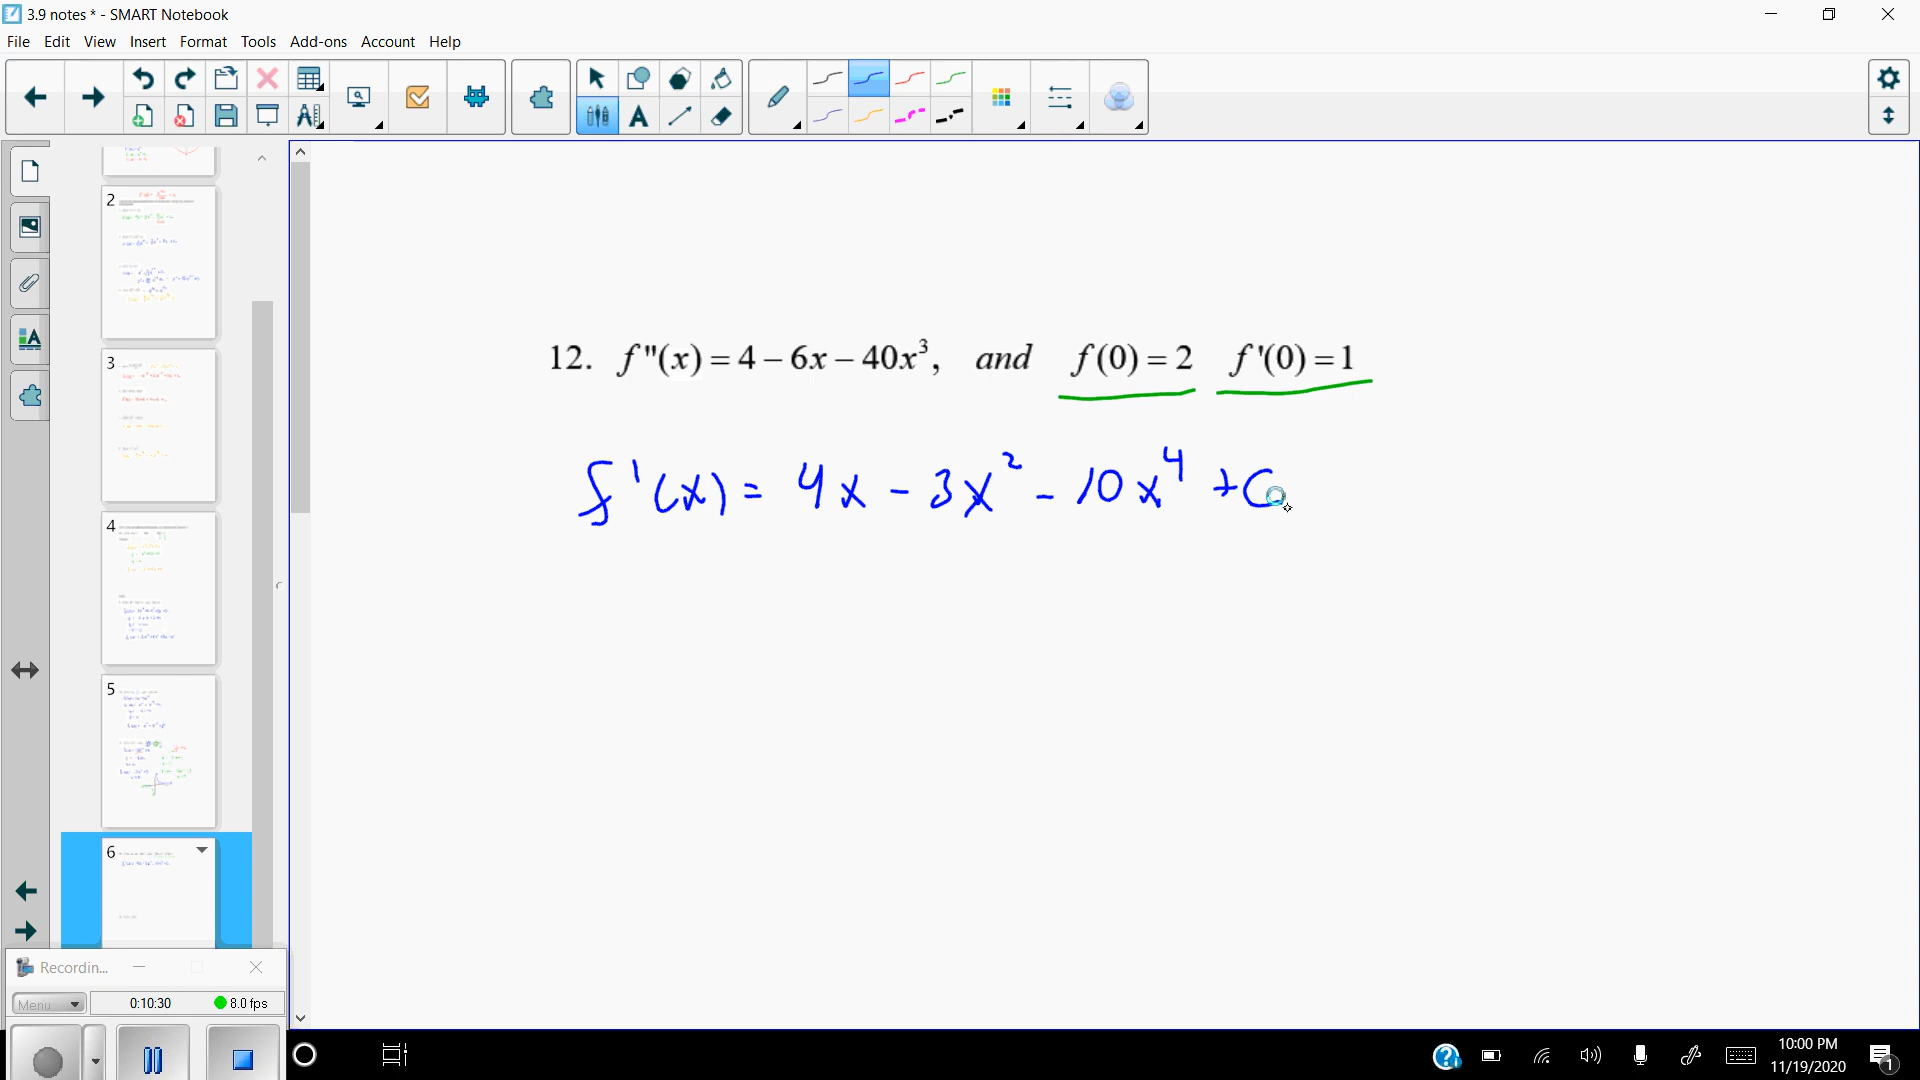 3.9 notes * - SMART Notebook
File Edit View Insert Format Tools Add-ons Account Help
2
3
4
5
6
12. f"(x) = 4 – 6x – 40x³, and f(0) = 2 f'(0) = 1
f'(x) = 4x – 3x² – 10x⁴ + C
Recordin...
Menu
0:10:30
8.0 fps
10:00 PM
11/19/2020
1